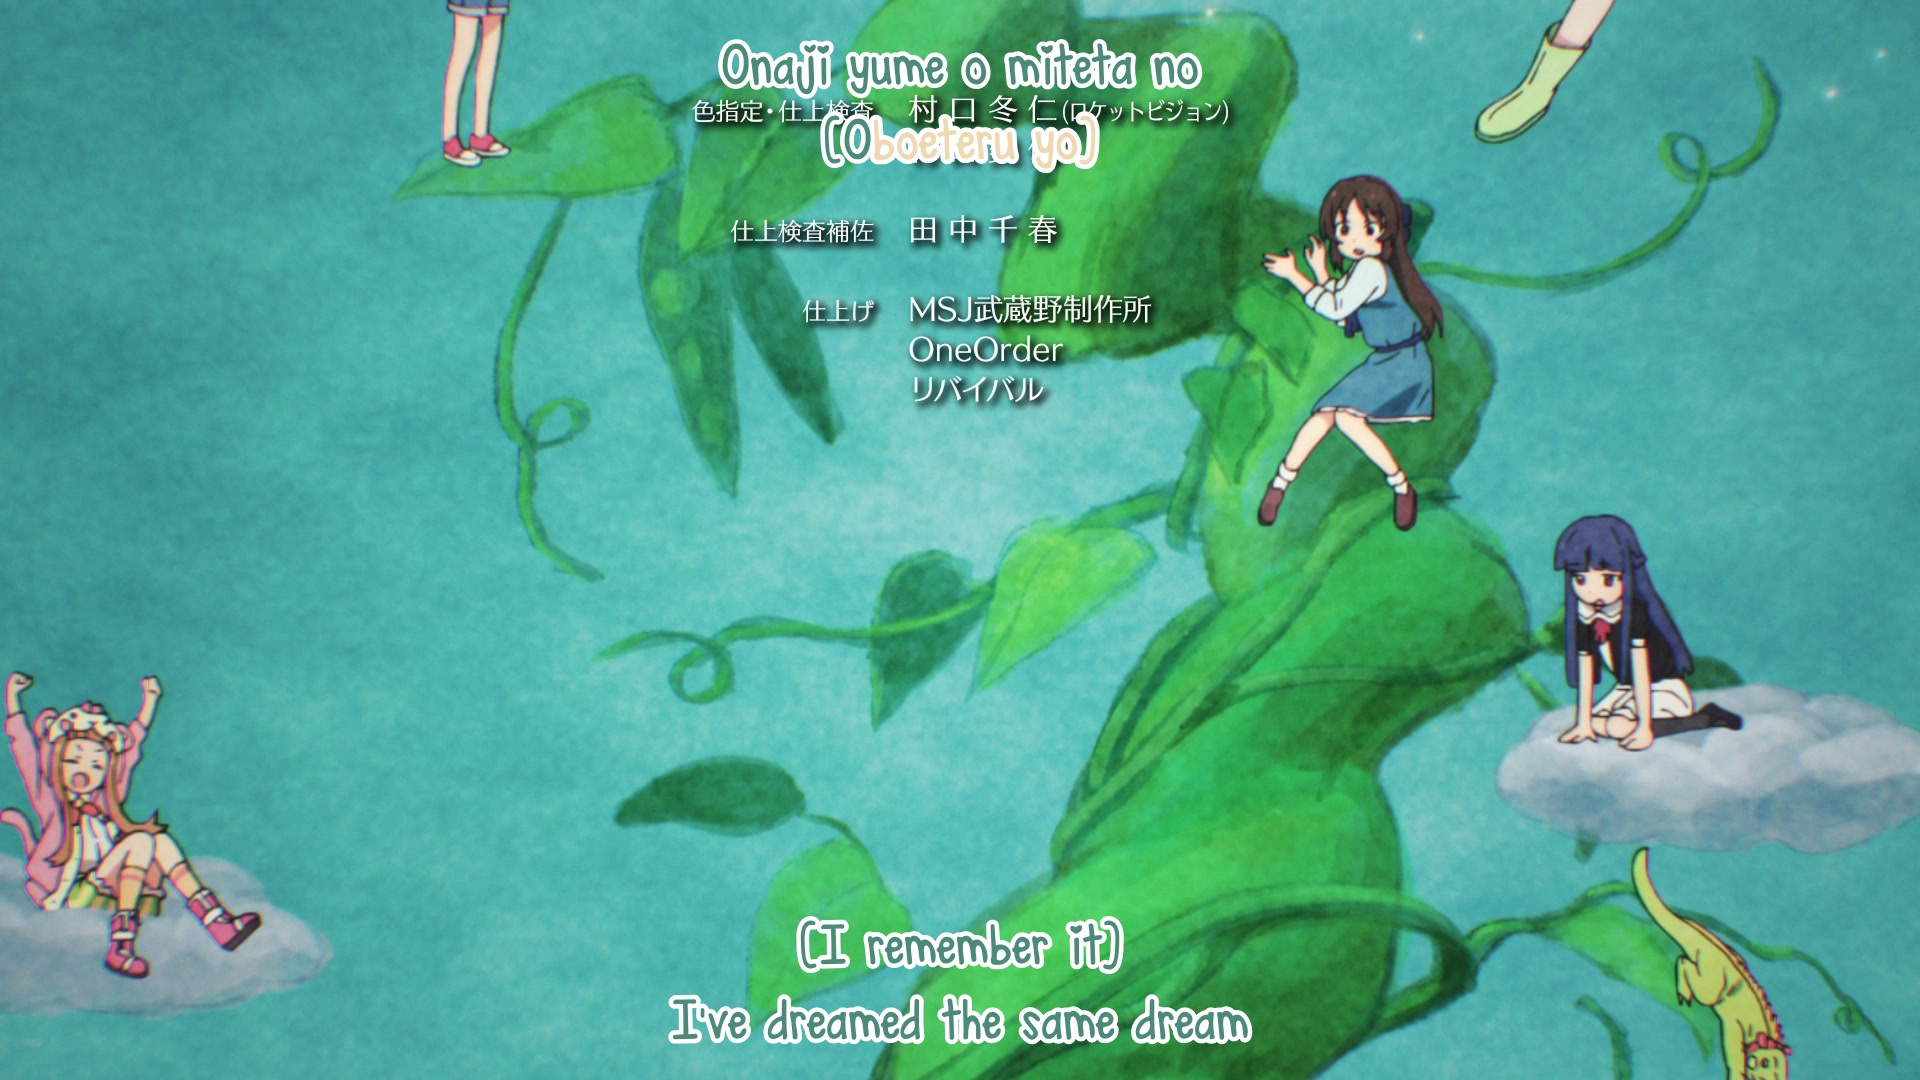 Onaji yume o miteta no
色指定・仕上検査 村口冬仁(ロケットビジョン)
(Oboeteru yo)
仕上検査補佐 田中千春
仕上げ MSJ武蔵野制作所
OneOrder
リバイバル
(I remember it)
I've dreamed the same dream